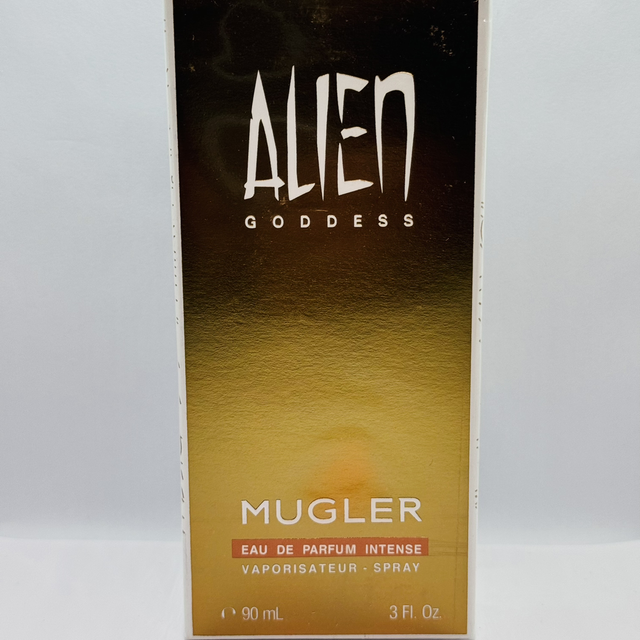 ALIEN
GODDESS
MUGLER
EAU DE PARFUM INTENSE
VAPORISATEUR - SPRAY
90 mL 3 Fl. Oz.